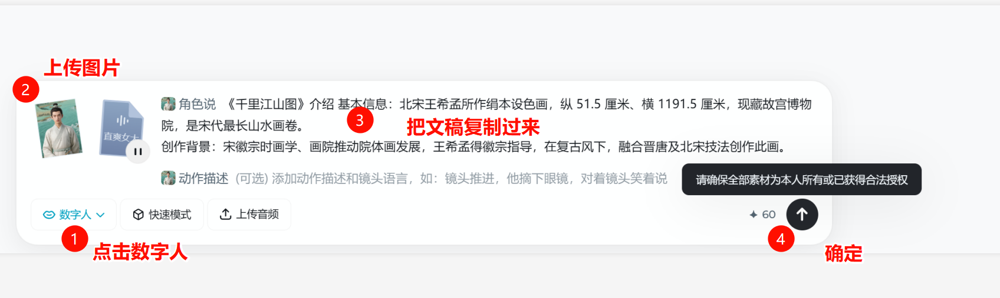 上传图片
2
角色说 《千里江山图》介绍 基本信息：北宋王希孟所作绢本设色画，纵 51.5 厘米、横 1191.5 厘米，现藏故宫博物
院，是宋代最长山水画卷。
3
把文稿复制过来
创作背景：宋徽宗时画学、画院推动院体画发展，王希孟得徽宗指导，在复古风下，融合晋唐及北宋技法创作此画。
直爽女士
动作描述 (可选) 添加动作描述和镜头语言，如：镜头推进，他摘下眼镜，对着镜头笑着说
请确保全部素材为本人所有或已获得合法授权
数字人 快速模式 上传音频 60
1
点击数字人
4
确定